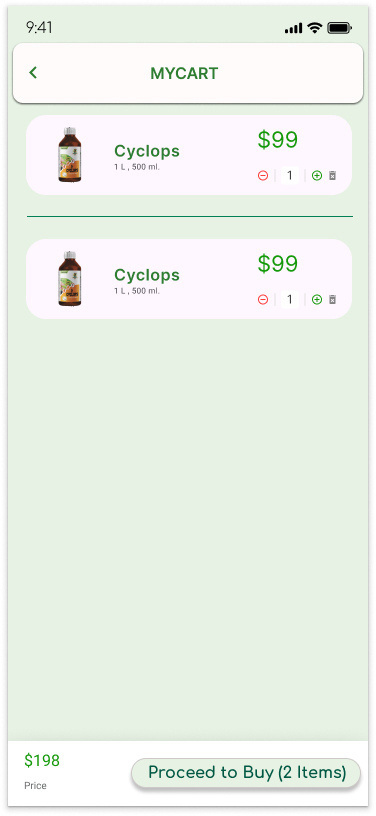 9:41
MYCART
$99
Cyclops
1 L , 500 ml.
1
$99
Cyclops
1 L , 500 ml.
1
$198
Price
Proceed to Buy (2 Items)